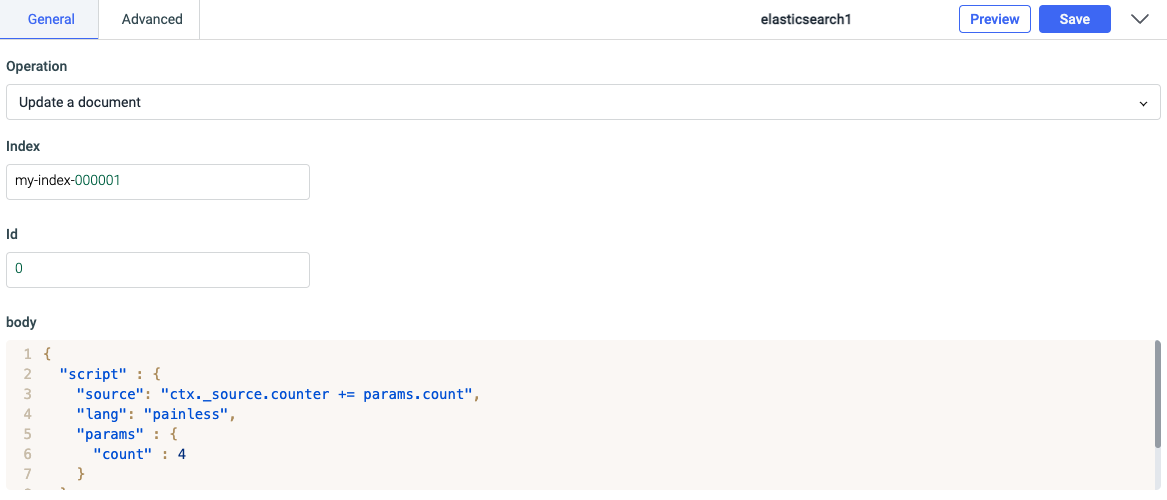 General Advanced elasticsearch1 Preview Save
Operation
Update a document
Index
my-index-000001
Id
0
body
1 {
2   "script" : {
3     "source": "ctx._source.counter += params.count",
4     "lang": "painless",
5     "params" : {
6       "count" : 4
7     }